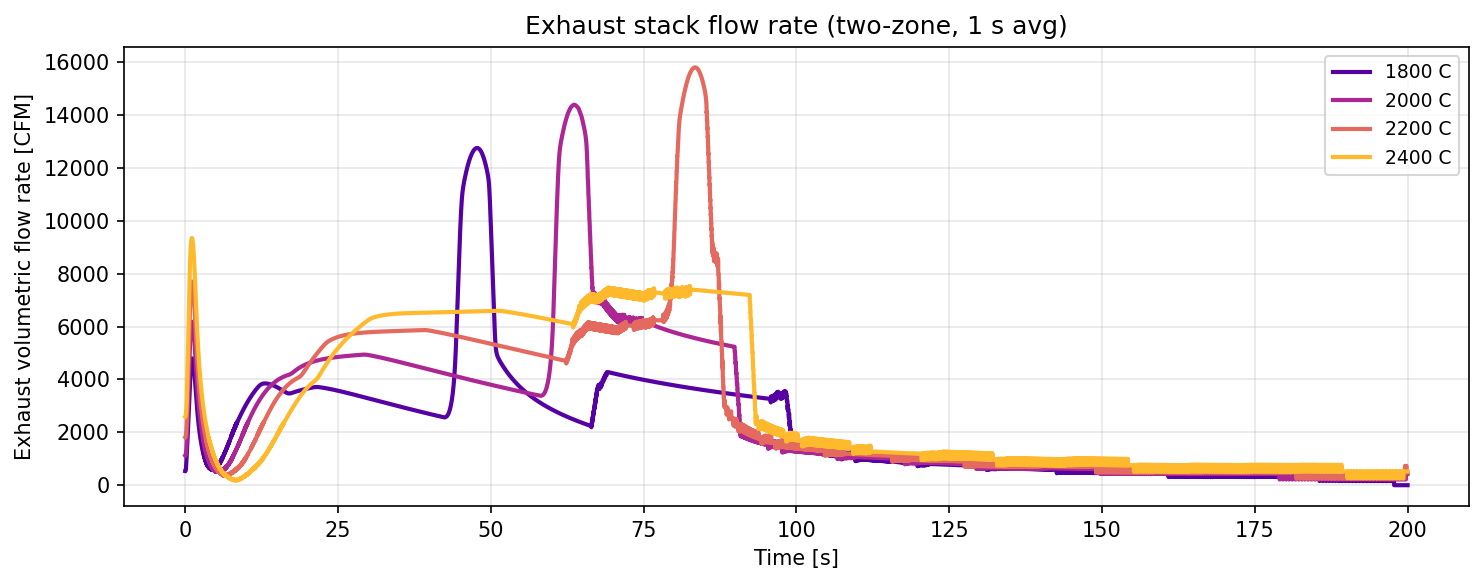 Exhaust stack flow rate (two-zone, 1 s avg)
Exhaust volumetric flow rate [CFM]
16000
14000
12000
10000
8000
6000
4000
2000
0
1800 C
2000 C
2200 C
2400 C
0 25 50 75 100 125 150 175 200
Time [s]